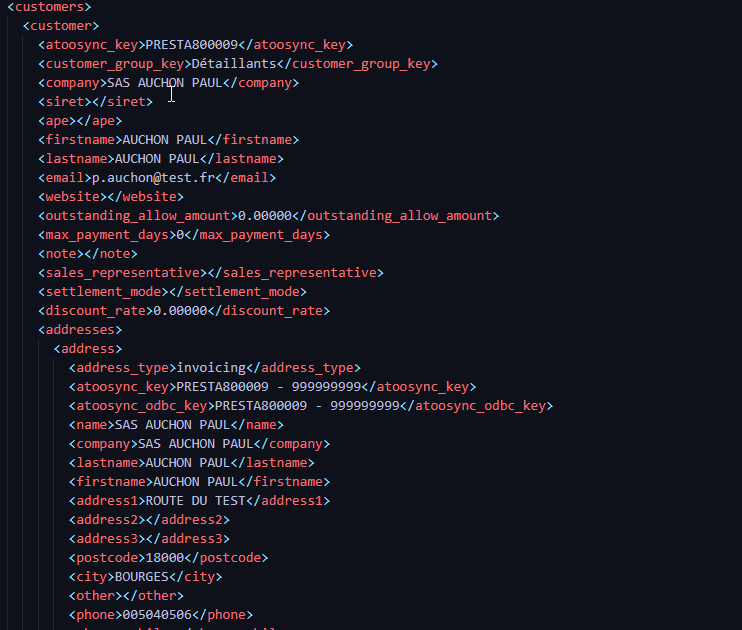 <customers>
<customer>
<atoosync_key>PRESTA800009</atoosync_key>
<customer_group_key>Détaillants</customer_group_key>
<company>SAS AUCHON PAUL</company>
<siret></siret>
<ape></ape>
<firstname>AUCHON PAUL</firstname>
<lastname>AUCHON PAUL</lastname>
<email>p.auchon@test.fr</email>
<website></website>
<outstanding_allow_amount>0.00000</outstanding_allow_amount>
<max_payment_days>0</max_payment_days>
<note></note>
<sales_representative></sales_representative>
<settlement_mode></settlement_mode>
<discount_rate>0.00000</discount_rate>
<addresses>
<address>
<address_type>invoicing</address_type>
<atoosync_key>PRESTA800009 - 999999999</atoosync_key>
<atoosync_odbc_key>PRESTA800009 - 999999999</atoosync_odbc_key>
<name>SAS AUCHON PAUL</name>
<company>SAS AUCHON PAUL</company>
<lastname>AUCHON PAUL</lastname>
<firstname>AUCHON PAUL</firstname>
<address1>ROUTE DU TEST</address1>
<address2></address2>
<address3></address3>
<postcode>18000</postcode>
<city>BOURGES</city>
<other></other>
<phone>005040506</phone>